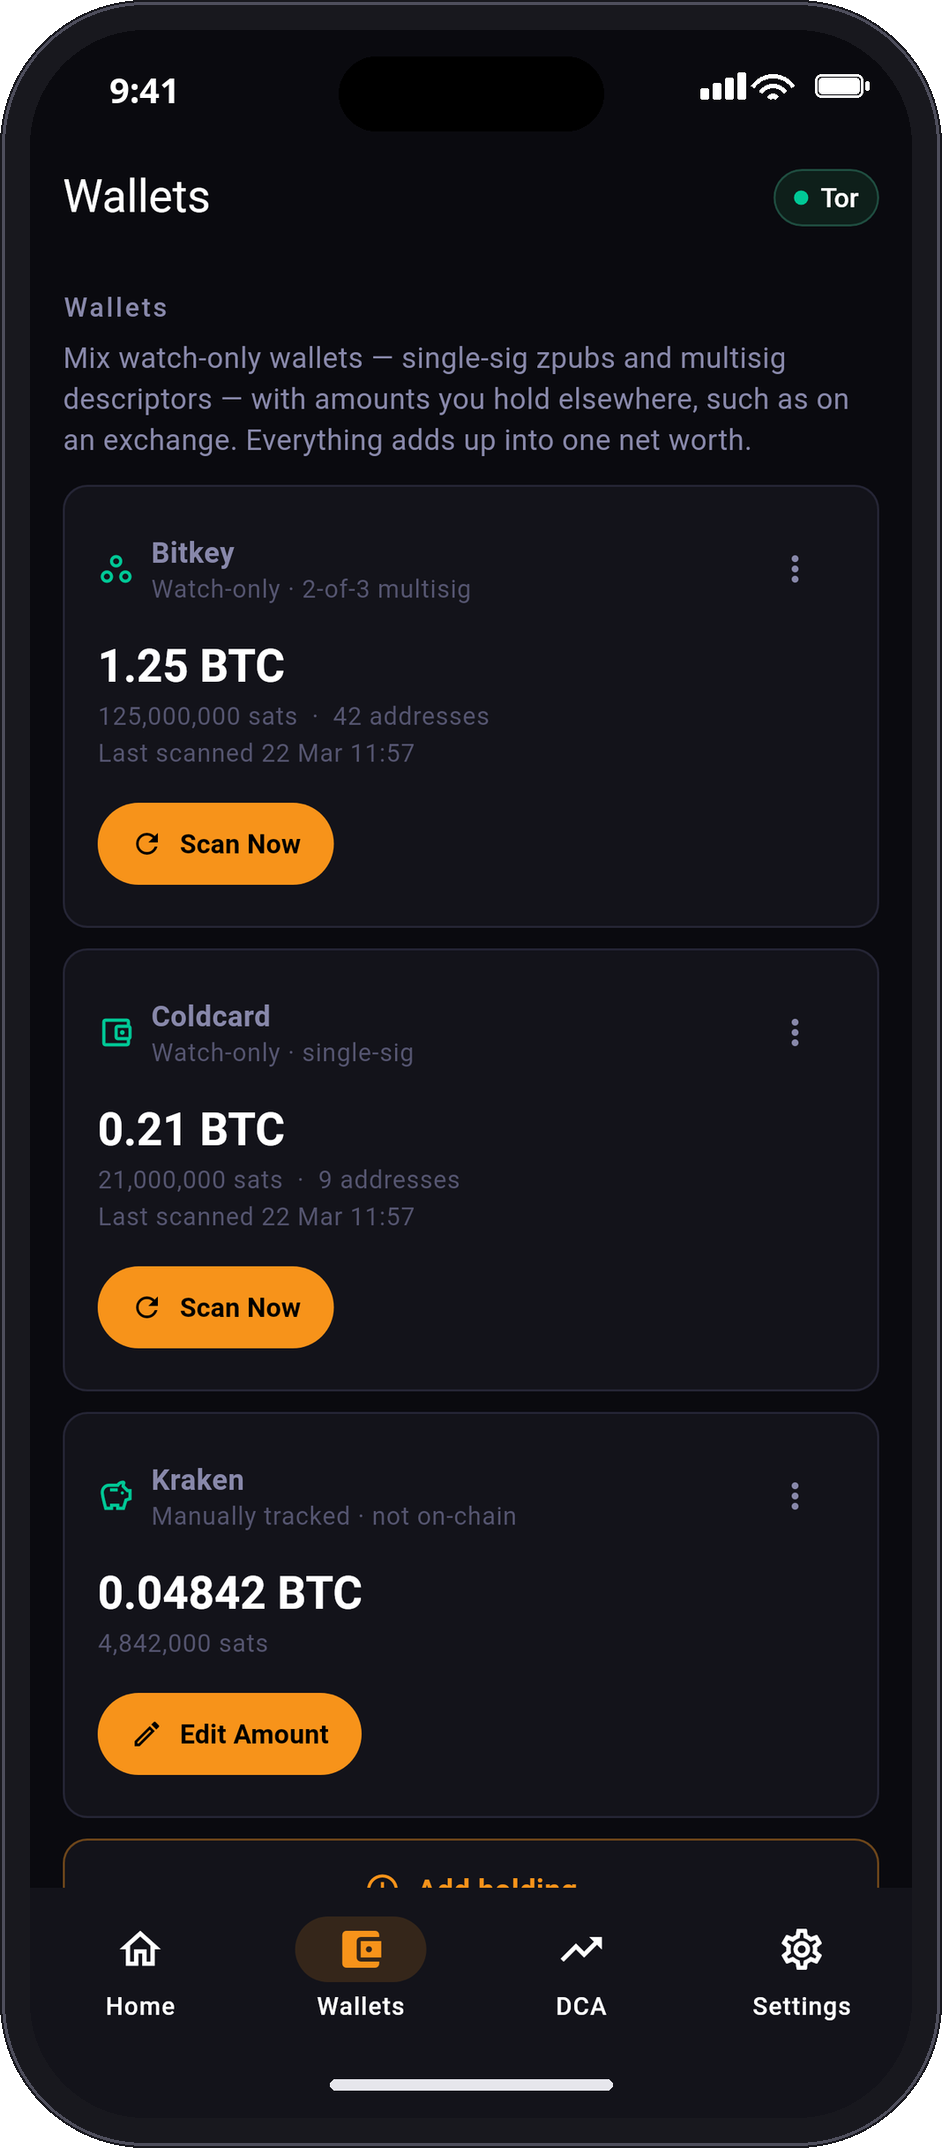 9:41
Wallets
Tor
Wallets
Mix watch-only wallets — single-sig zpubs and multisig
descriptors — with amounts you hold elsewhere, such as on
an exchange. Everything adds up into one net worth.
Bitkey
Watch-only · 2-of-3 multisig
1.25 BTC
125,000,000 sats · 42 addresses
Last scanned 22 Mar 11:57
Scan Now
Coldcard
Watch-only · single-sig
0.21 BTC
21,000,000 sats · 9 addresses
Last scanned 22 Mar 11:57
Scan Now
Kraken
Manually tracked · not on-chain
0.04842 BTC
4,842,000 sats
Edit Amount
Add holding
Home
Wallets
DCA
Settings